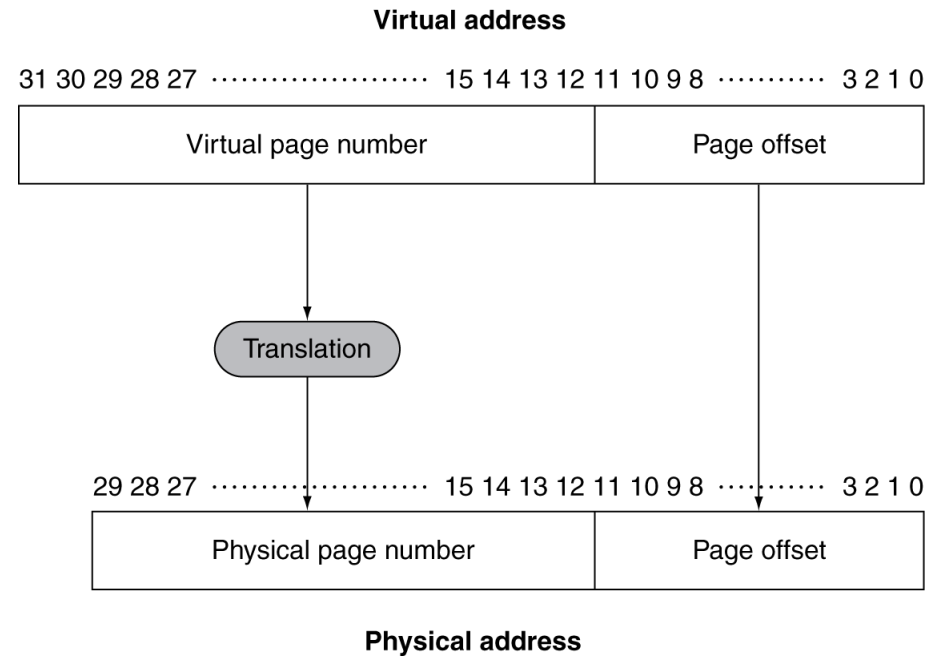 Virtual address
31 30 29 28 27 ······················ 15 14 13 12 11 10 9 8 ··········· 3 2 1 0
Virtual page number Page offset
Translation
29 28 27 ······················ 15 14 13 12 11 10 9 8 ··········· 3 2 1 0
Physical page number Page offset
Physical address